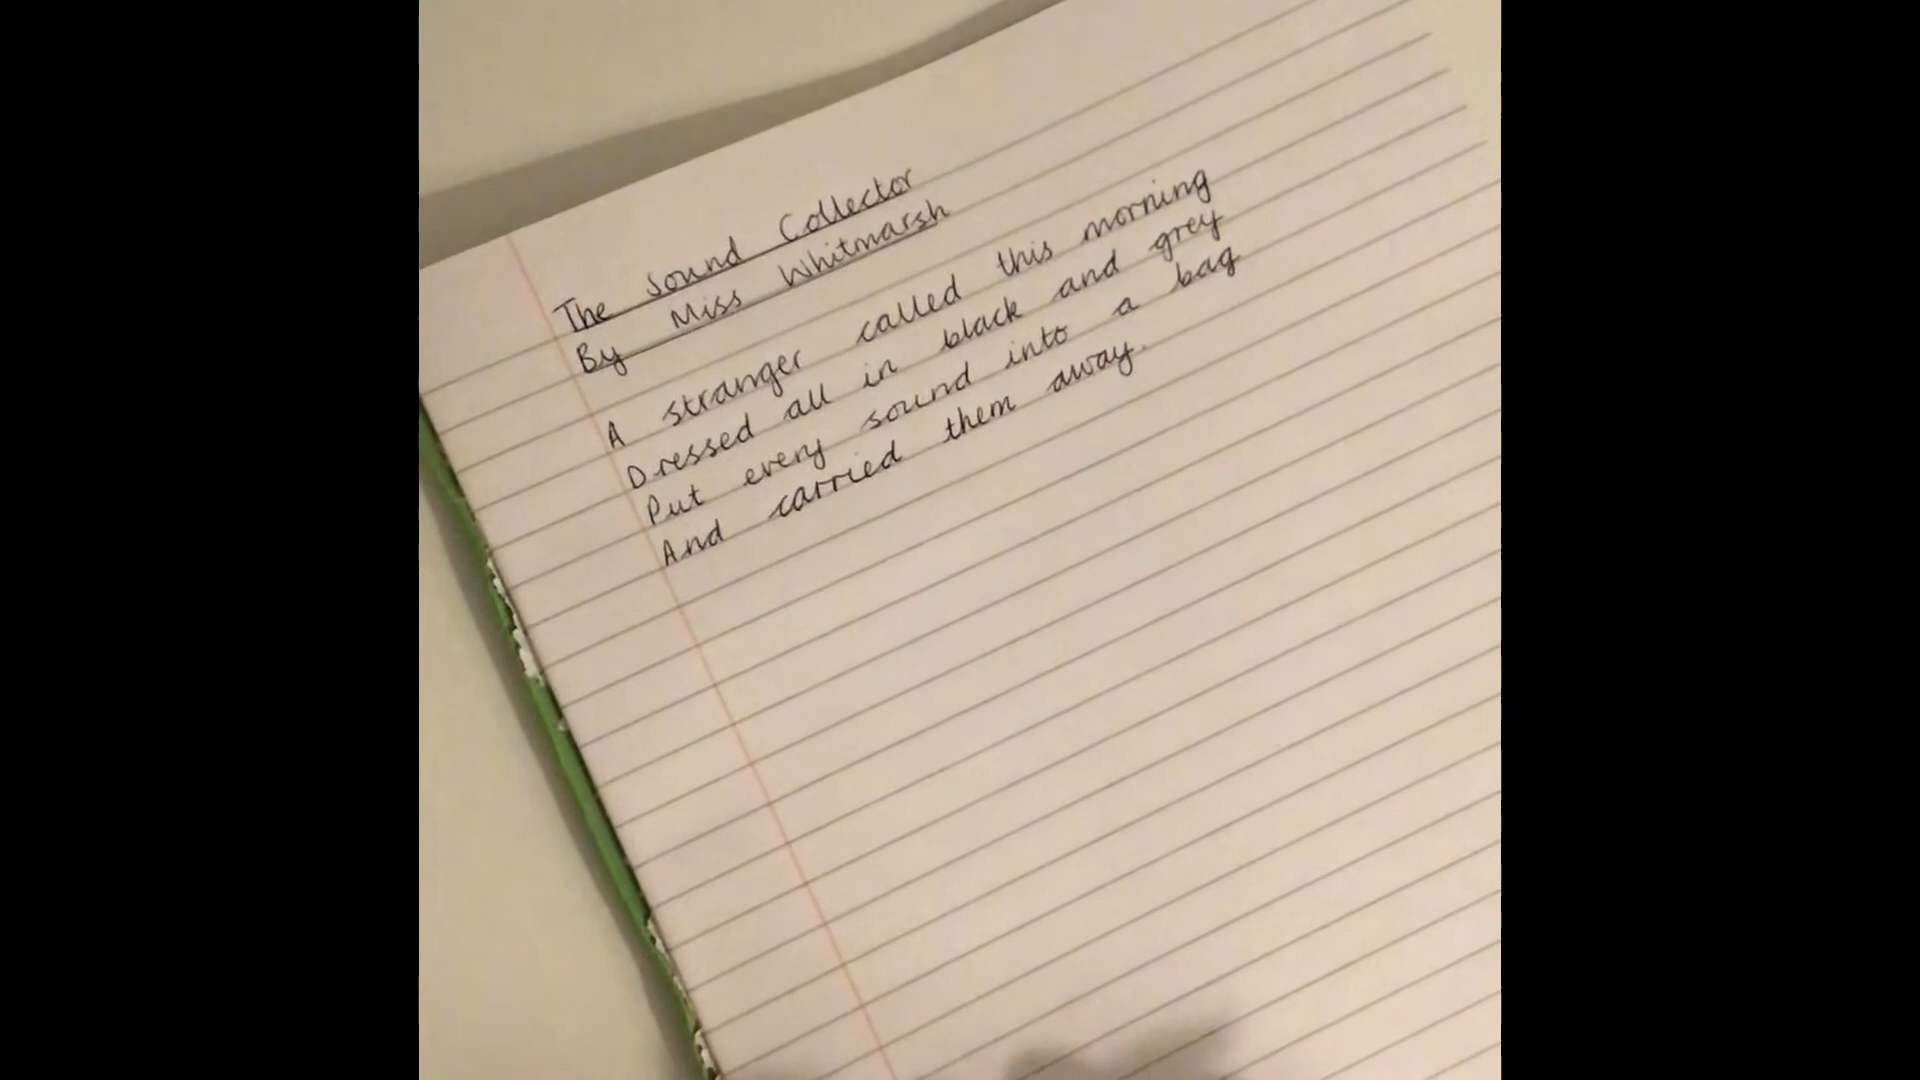 The Sound Collector
By Miss Whitmarsh
A stranger called this morning
Dressed all in black and grey
Put every sound into a bag
And carried them away.